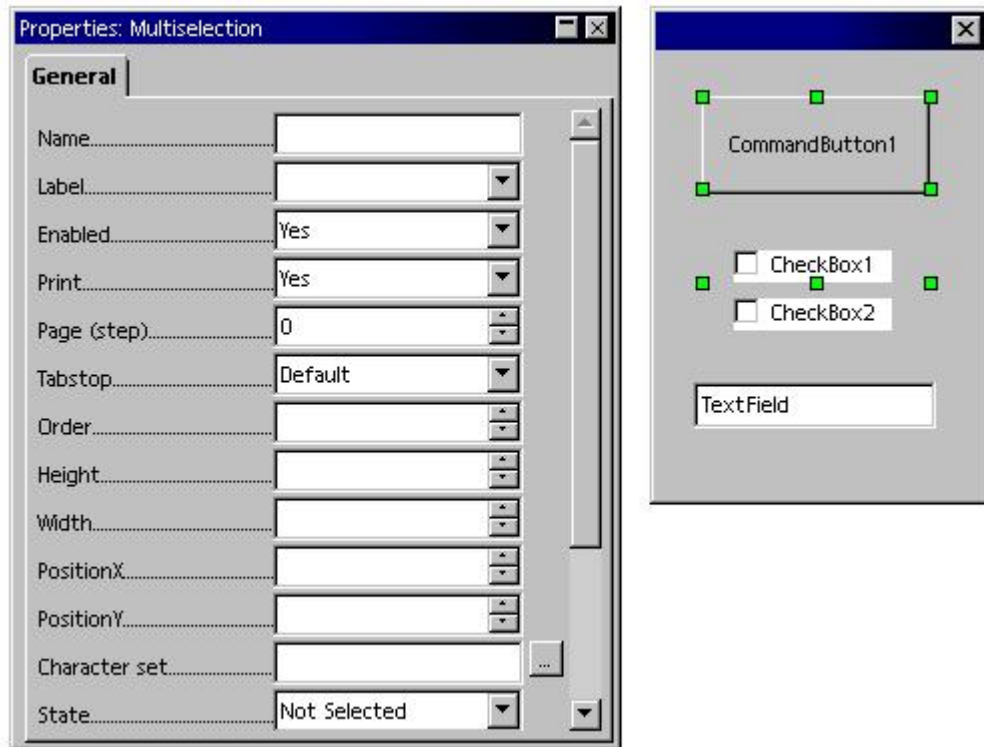 Properties: Multiselection
General
Name
Label
Enabled Yes
Print Yes
Page (step) 0
Tabstop Default
Order
Height
Width
PositionX
PositionY
Character set ...
State Not Selected
CommandButton1
CheckBox1
CheckBox2
TextField